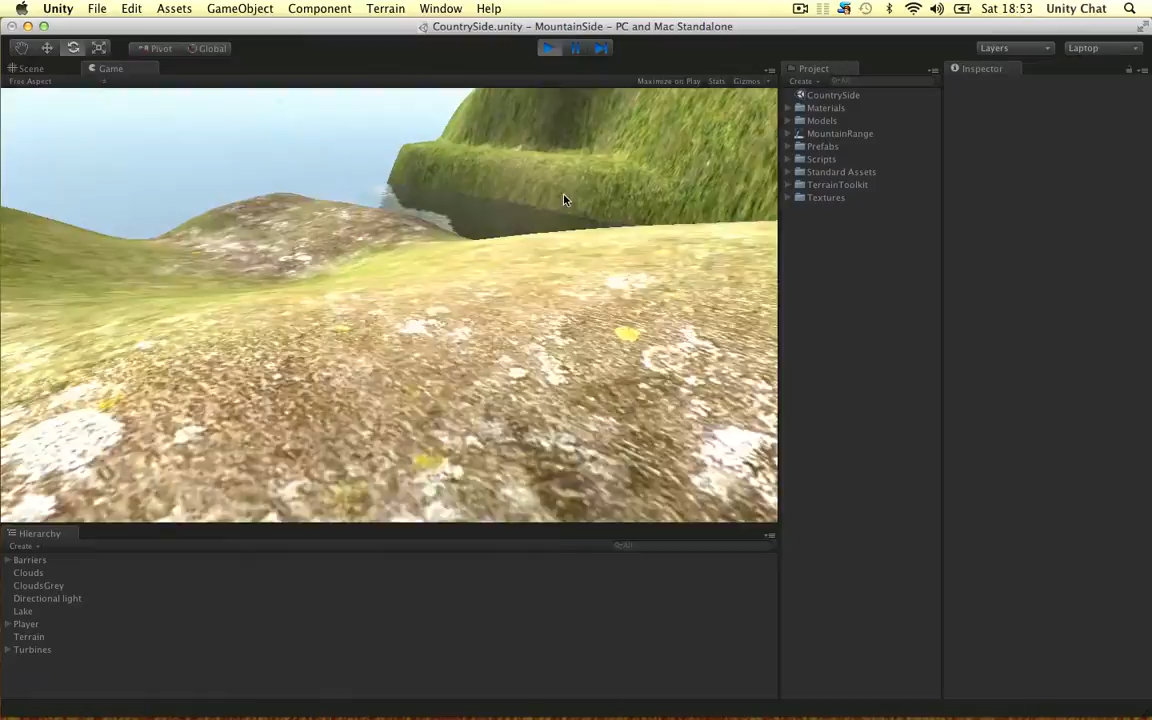 Unity File Edit Assets GameObject Component Terrain Window Help Sat 18:53 Unity Chat
CountrySide.unity - MountainSide - PC and Mac Standalone
Pivot Global Layers Laptop
Scene Game Project Inspector
Free Aspect Maximize on Play Stats Gizmos Create All
CountrySide
Materials
Models
MountainRange
Prefabs
Scripts
Standard Assets
TerrainToolkit
Textures
Hierarchy
Create All
Barriers
Clouds
CloudsGrey
Directional light
Lake
Player
Terrain
Turbines